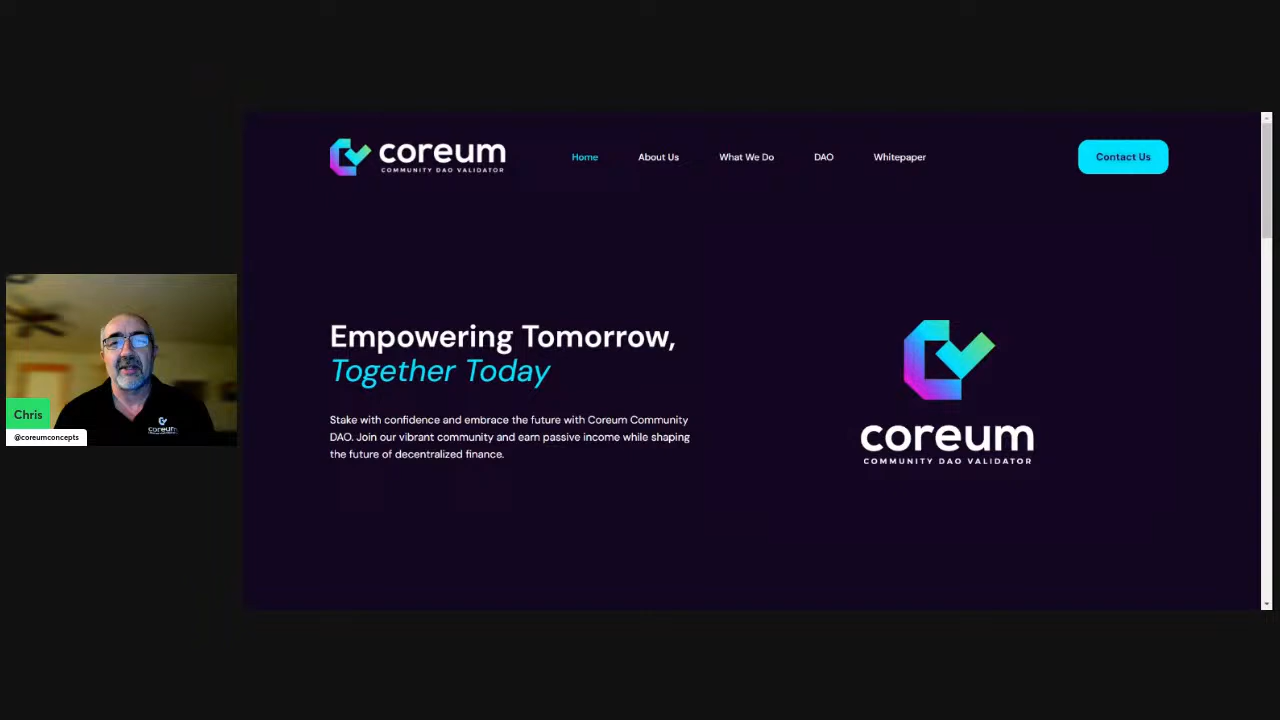 coreum
COMMUNITY DAO VALIDATOR
Home
About Us
What We Do
DAO
Whitepaper
Contact Us
Empowering Tomorrow,
Together Today
Stake with confidence and embrace the future with Coreum Community
DAO. Join our vibrant community and earn passive income while shaping
the future of decentralized finance.
coreum
COMMUNITY DAO VALIDATOR
coreum
Chris
@coreumconcepts